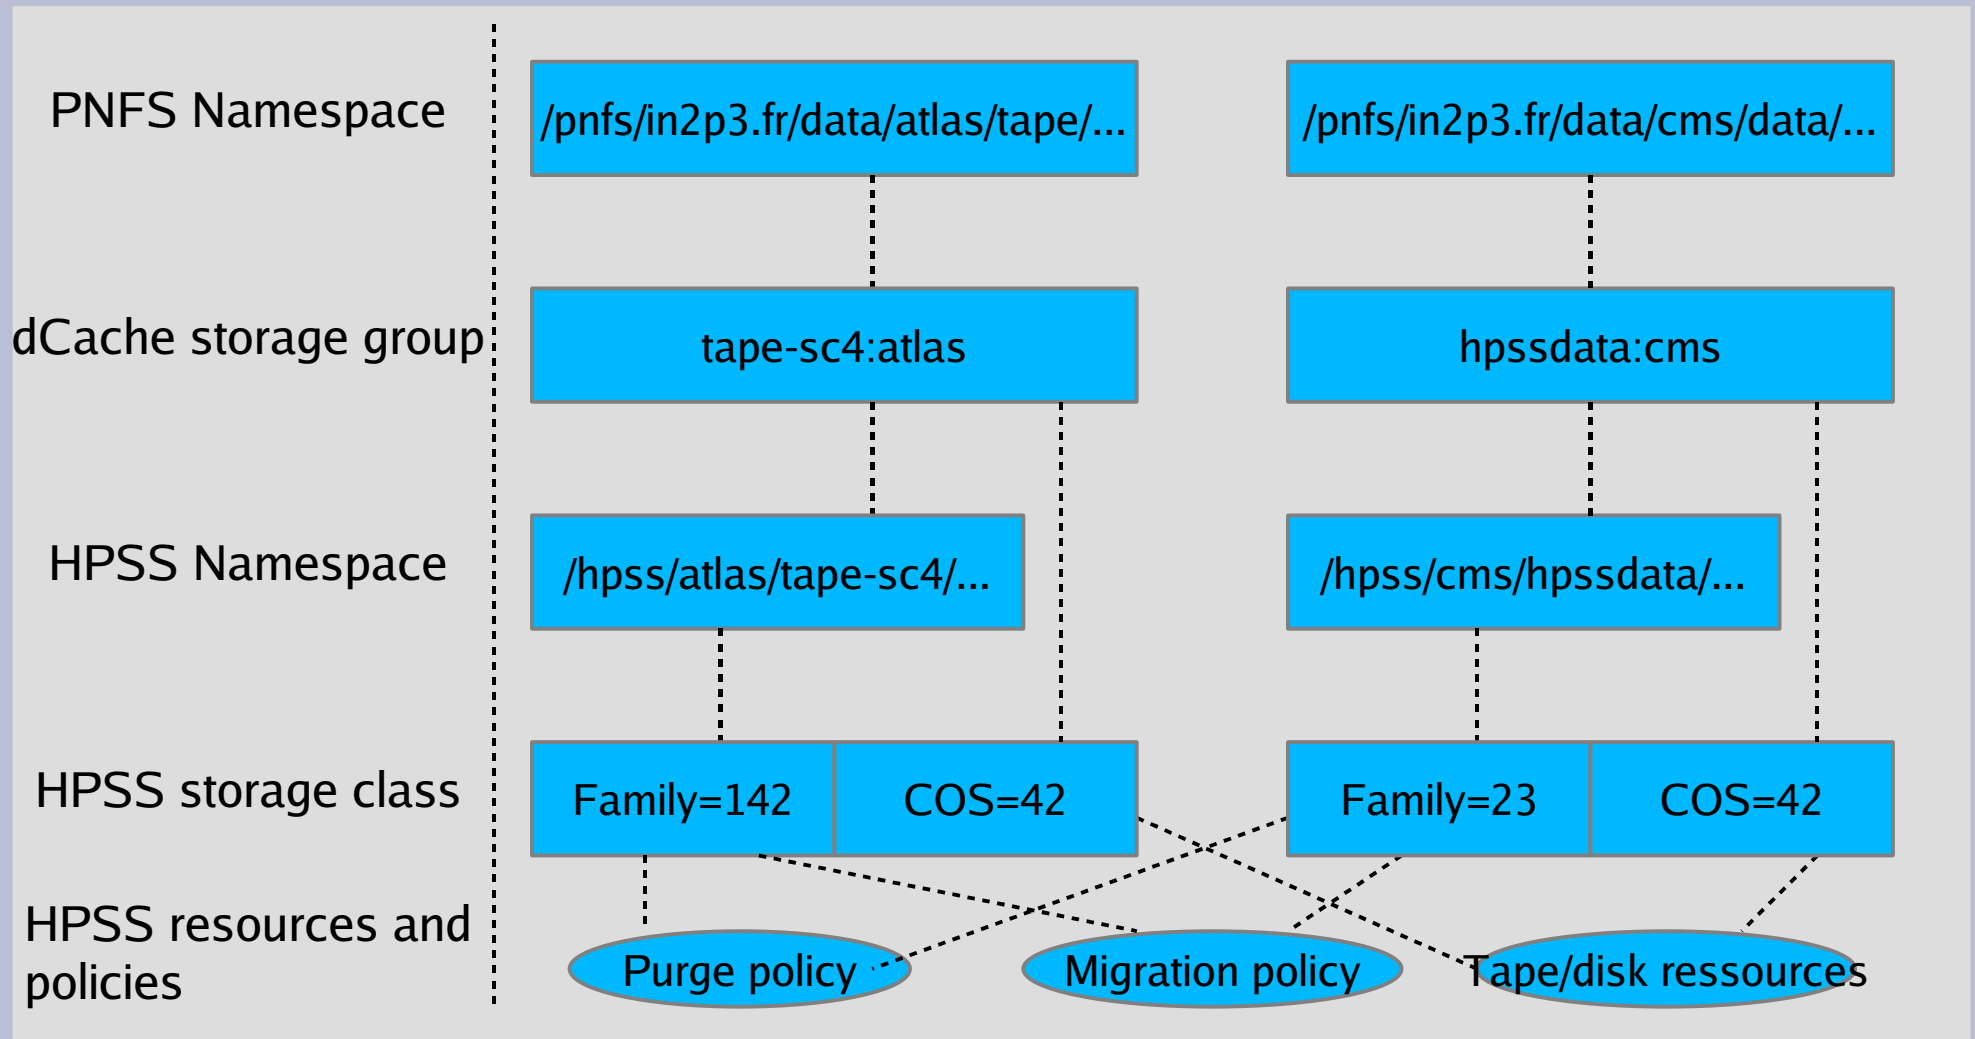 PNFS Namespace
/pnfs/in2p3.fr/data/atlas/tape/...
/pnfs/in2p3.fr/data/cms/data/...
dCache storage group
tape-sc4:atlas
hpssdata:cms
HPSS Namespace
/hpss/atlas/tape-sc4/...
/hpss/cms/hpssdata/...
HPSS storage class
Family=142
COS=42
Family=23
COS=42
HPSS resources and
policies
Purge policy
Migration policy
Tape/disk ressources